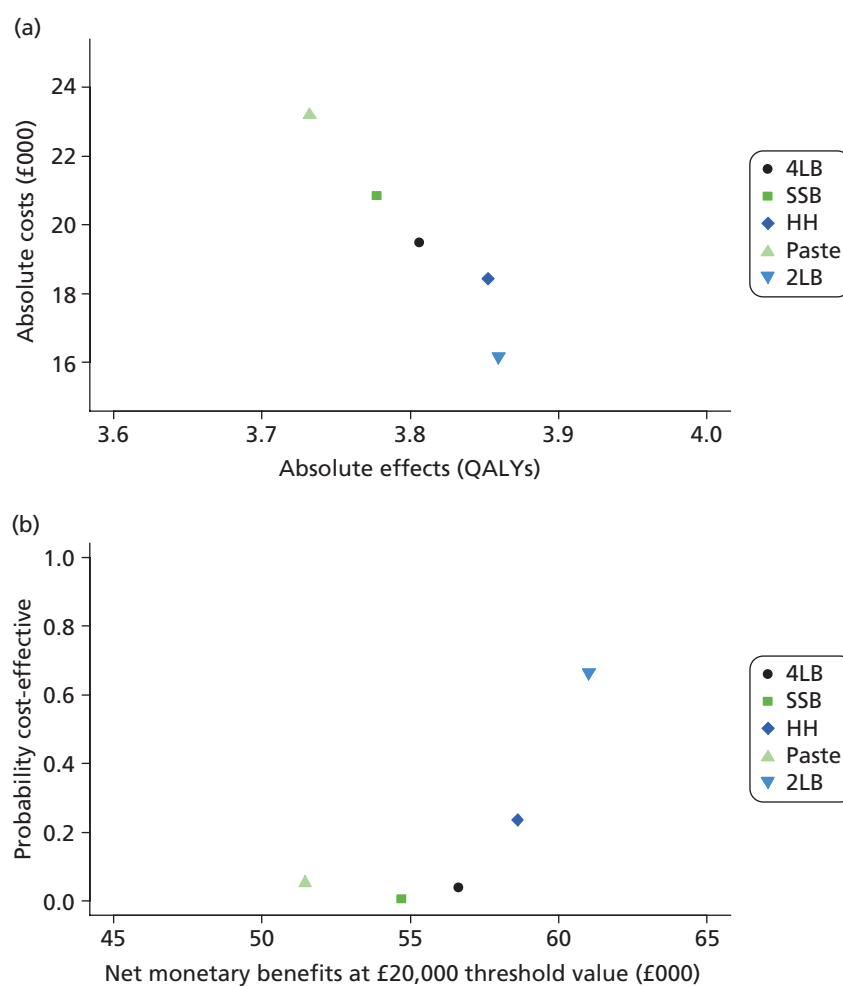 (a)
24
22
20
18
16
Absolute costs (£000)
3.6 3.7 3.8 3.9 4.0
Absolute effects (QALYs)
4LB
SSB
HH
Paste
2LB
(b)
1.0
0.8
0.6
0.4
0.2
0.0
Probability cost-effective
45 50 55 60 65
Net monetary benefits at £20,000 threshold value (£000)
4LB
SSB
HH
Paste
2LB